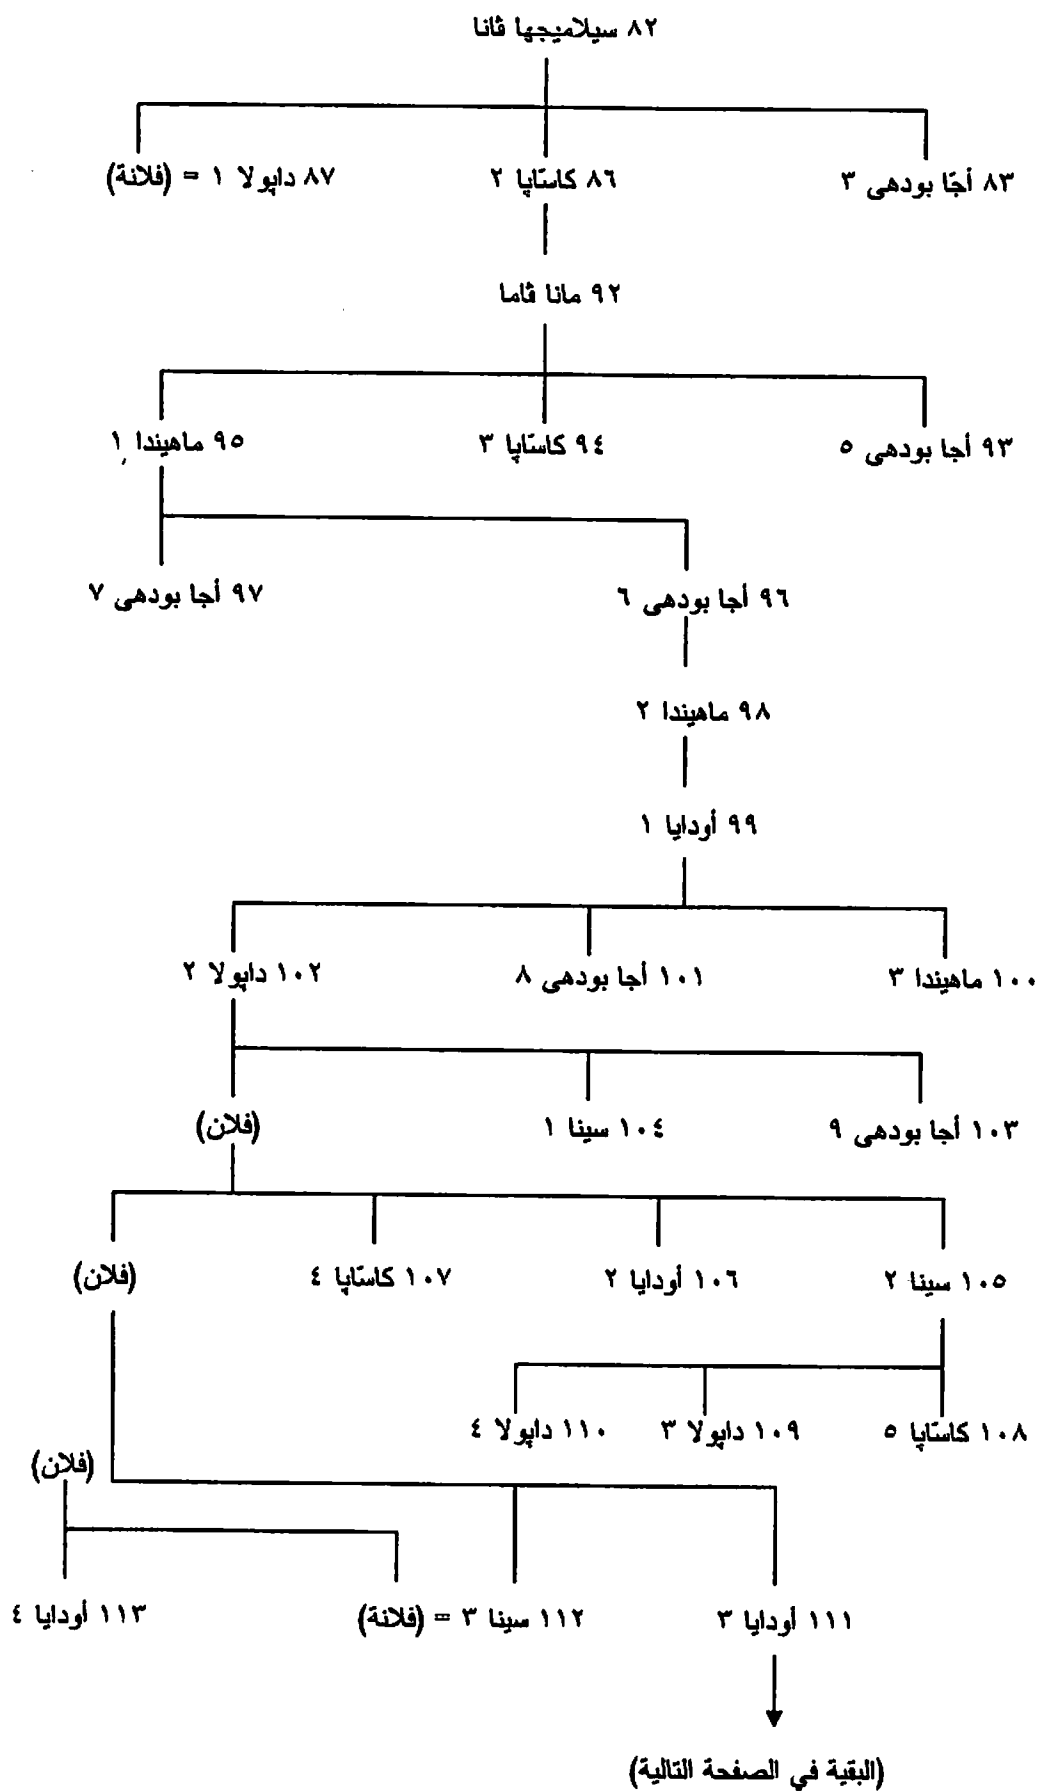 ٨٢ سيلاميجها ڤانا
٨٣ أجّا بودهى ٣
٨٦ كاسّاپا ٢
٨٧ داپولا ١ = (فلانة)
٩٢ مانا ڤاما
٩٣ أجا بودهى ٥
٩٤ كاسّاپا ٣
٩٥ ماهيندا ١
٩٦ أجا بودهى ٦
٩٧ أجا بودهى ٧
٩٨ ماهيندا ٢
٩٩ أودايا ١
١٠٠ ماهيندا ٣
١٠١ أجا بودهى ٨
١٠٢ داپولا ٢
١٠٣ أجا بودهى ٩
١٠٤ سينا ١
(فلان)
١٠٥ سينا ٢
١٠٦ أودايا ٢
١٠٧ كاسّاپا ٤
(فلان)
١٠٨ كاسّاپا ٥
١٠٩ داپولا ٣
١١٠ داپولا ٤
(فلان)
١١١ أودايا ٣
١١٢ سينا ٣ = (فلانة)
١١٣ أودايا ٤
(البقية في الصفحة التالية)